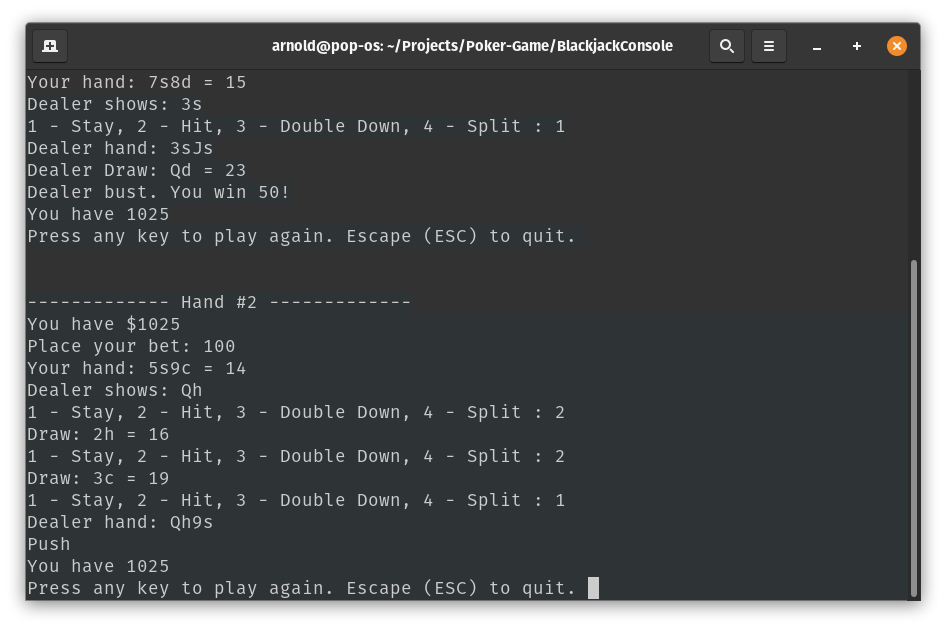 arnold@pop-os: ~/Projects/Poker-Game/BlackjackConsole
Your hand: 7s8d = 15
Dealer shows: 3s
1 - Stay, 2 - Hit, 3 - Double Down, 4 - Split : 1
Dealer hand: 3sJs
Dealer Draw: Qd = 23
Dealer bust. You win 50!
You have 1025
Press any key to play again. Escape (ESC) to quit.
------------- Hand #2 -------------
You have $1025
Place your bet: 100
Your hand: 5s9c = 14
Dealer shows: Qh
1 - Stay, 2 - Hit, 3 - Double Down, 4 - Split : 2
Draw: 2h = 16
1 - Stay, 2 - Hit, 3 - Double Down, 4 - Split : 2
Draw: 3c = 19
1 - Stay, 2 - Hit, 3 - Double Down, 4 - Split : 1
Dealer hand: Qh9s
Push
You have 1025
Press any key to play again. Escape (ESC) to quit.